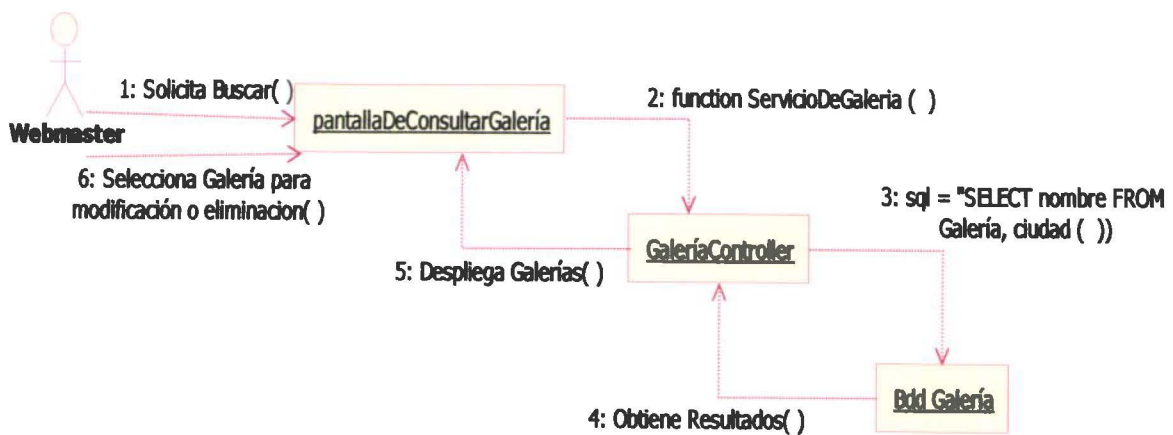 1: Solicita Buscar( )
Webmaster
pantallaDeConsultarGalería
2: function ServicioDeGaleria ( )
6: Selecciona Galería para
modificación o eliminacion( )
3: sql = "SELECT nombre FROM
Galería, ciudad ( ))
GaleríaController
5: Despliega Galerías( )
Bdd Galería
4: Obtiene Resultados( )